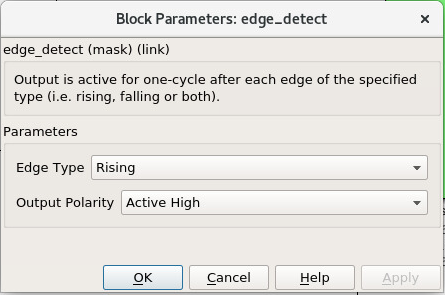 Block Parameters: edge_detect ×
edge_detect (mask) (link)
Output is active for one-cycle after each edge of the specified
type (i.e. rising, falling or both).
Parameters
Edge Type Rising
Output Polarity Active High
OK Cancel Help Apply